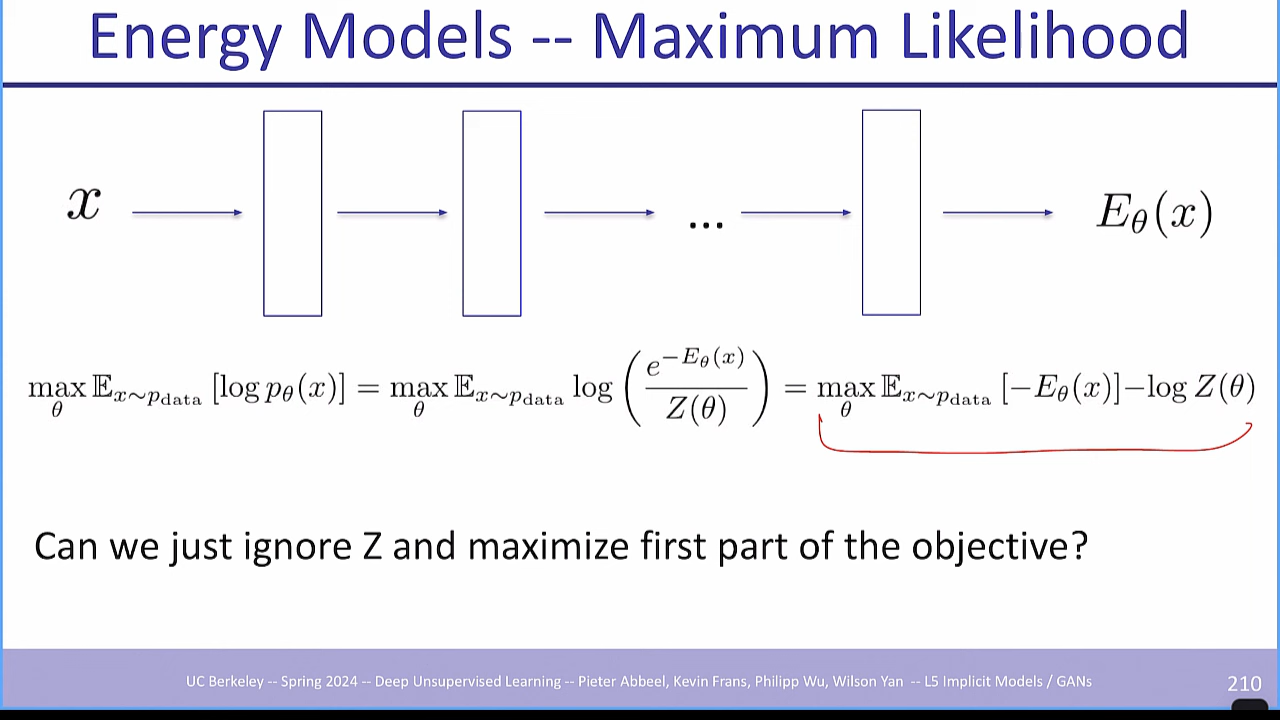 Energy Models -- Maximum Likelihood
x ... E_θ(x)
max_θ 𝔼_{x∼p_data} [log p_θ(x)] = max_θ 𝔼_{x∼p_data} log ( e^{−E_θ(x)} / Z(θ) ) = max_θ 𝔼_{x∼p_data} [−E_θ(x)]−log Z(θ)
Can we just ignore Z and maximize first part of the objective?
UC Berkeley -- Spring 2024 -- Deep Unsupervised Learning -- Pieter Abbeel, Kevin Frans, Philipp Wu, Wilson Yan -- L5 Implicit Models / GANs 210